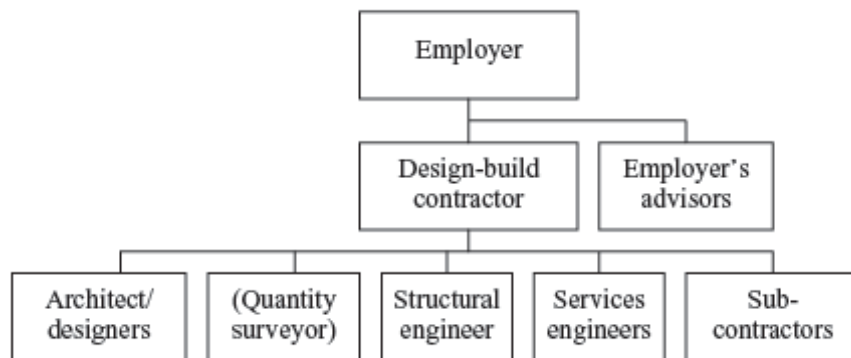 Employer
Design-build
contractor
Employer's
advisors
Architect/
designers
(Quantity
surveyor)
Structural
engineer
Services
engineers
Sub-
contractors